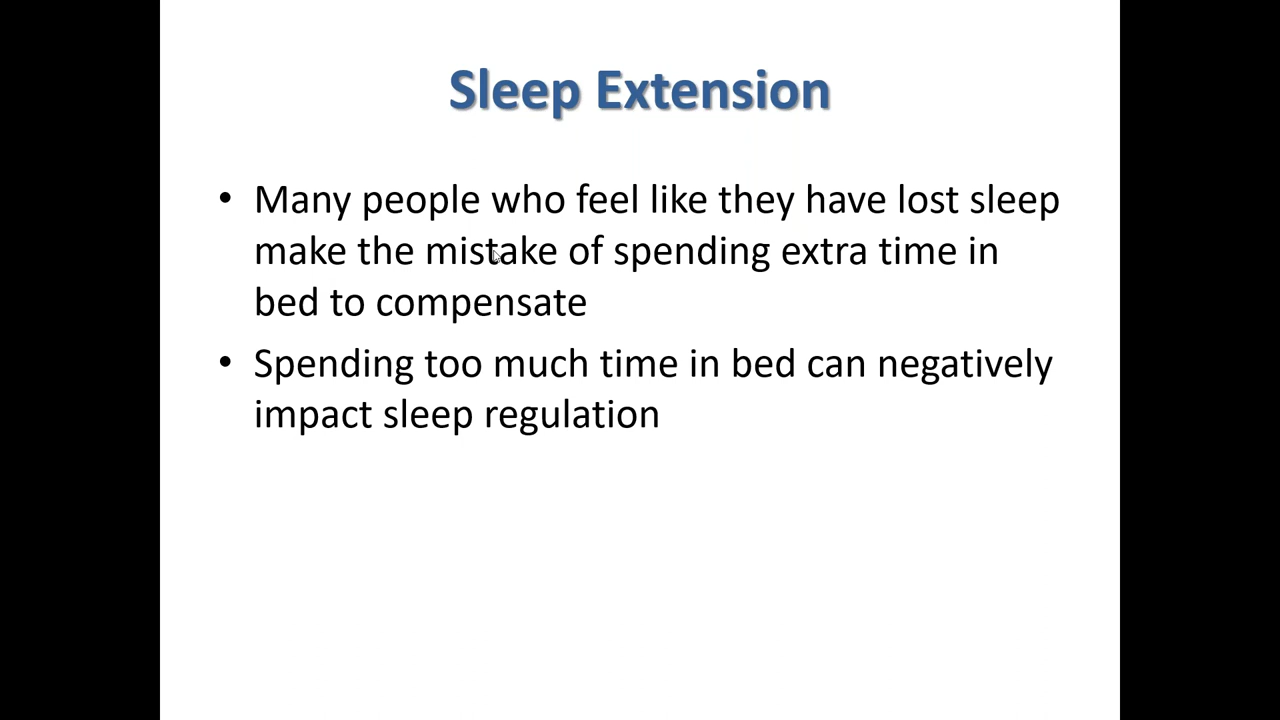 Sleep Extension
• Many people who feel like they have lost sleep
make the mistake of spending extra time in
bed to compensate
• Spending too much time in bed can negatively
impact sleep regulation